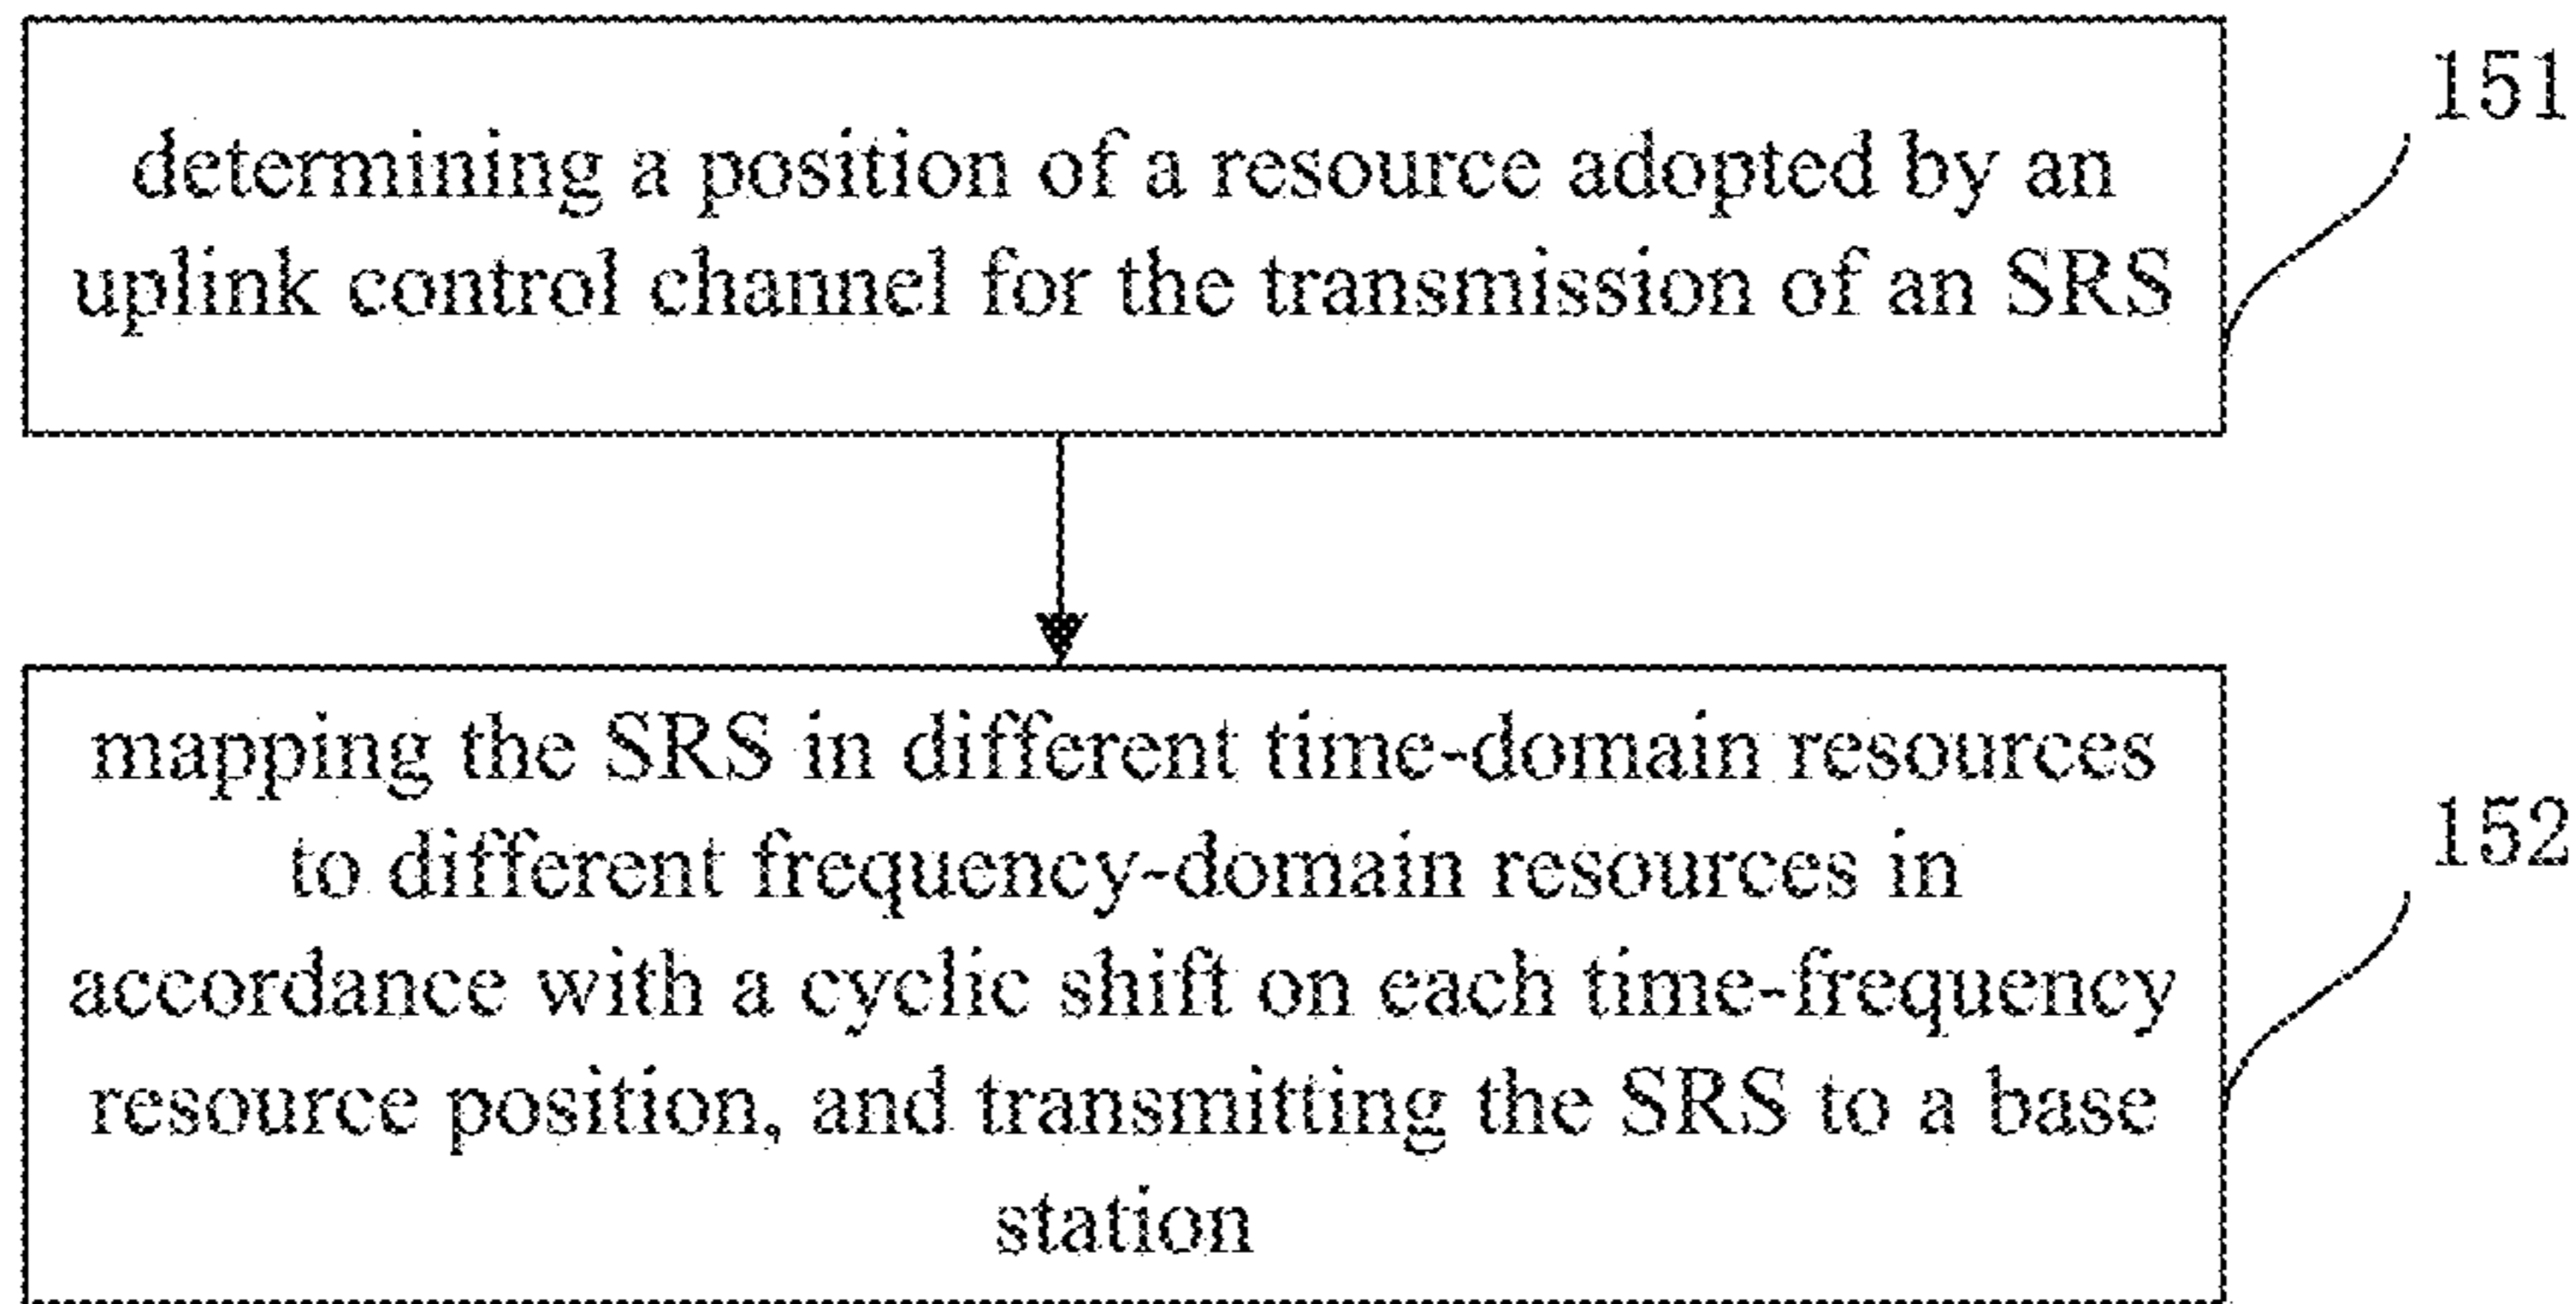 determining a position of a resource adopted by an
uplink control channel for the transmission of an SRS
151
mapping the SRS in different time-domain resources
to different frequency-domain resources in
accordance with a cyclic shift on each time-frequency
resource position, and transmitting the SRS to a base
station
152